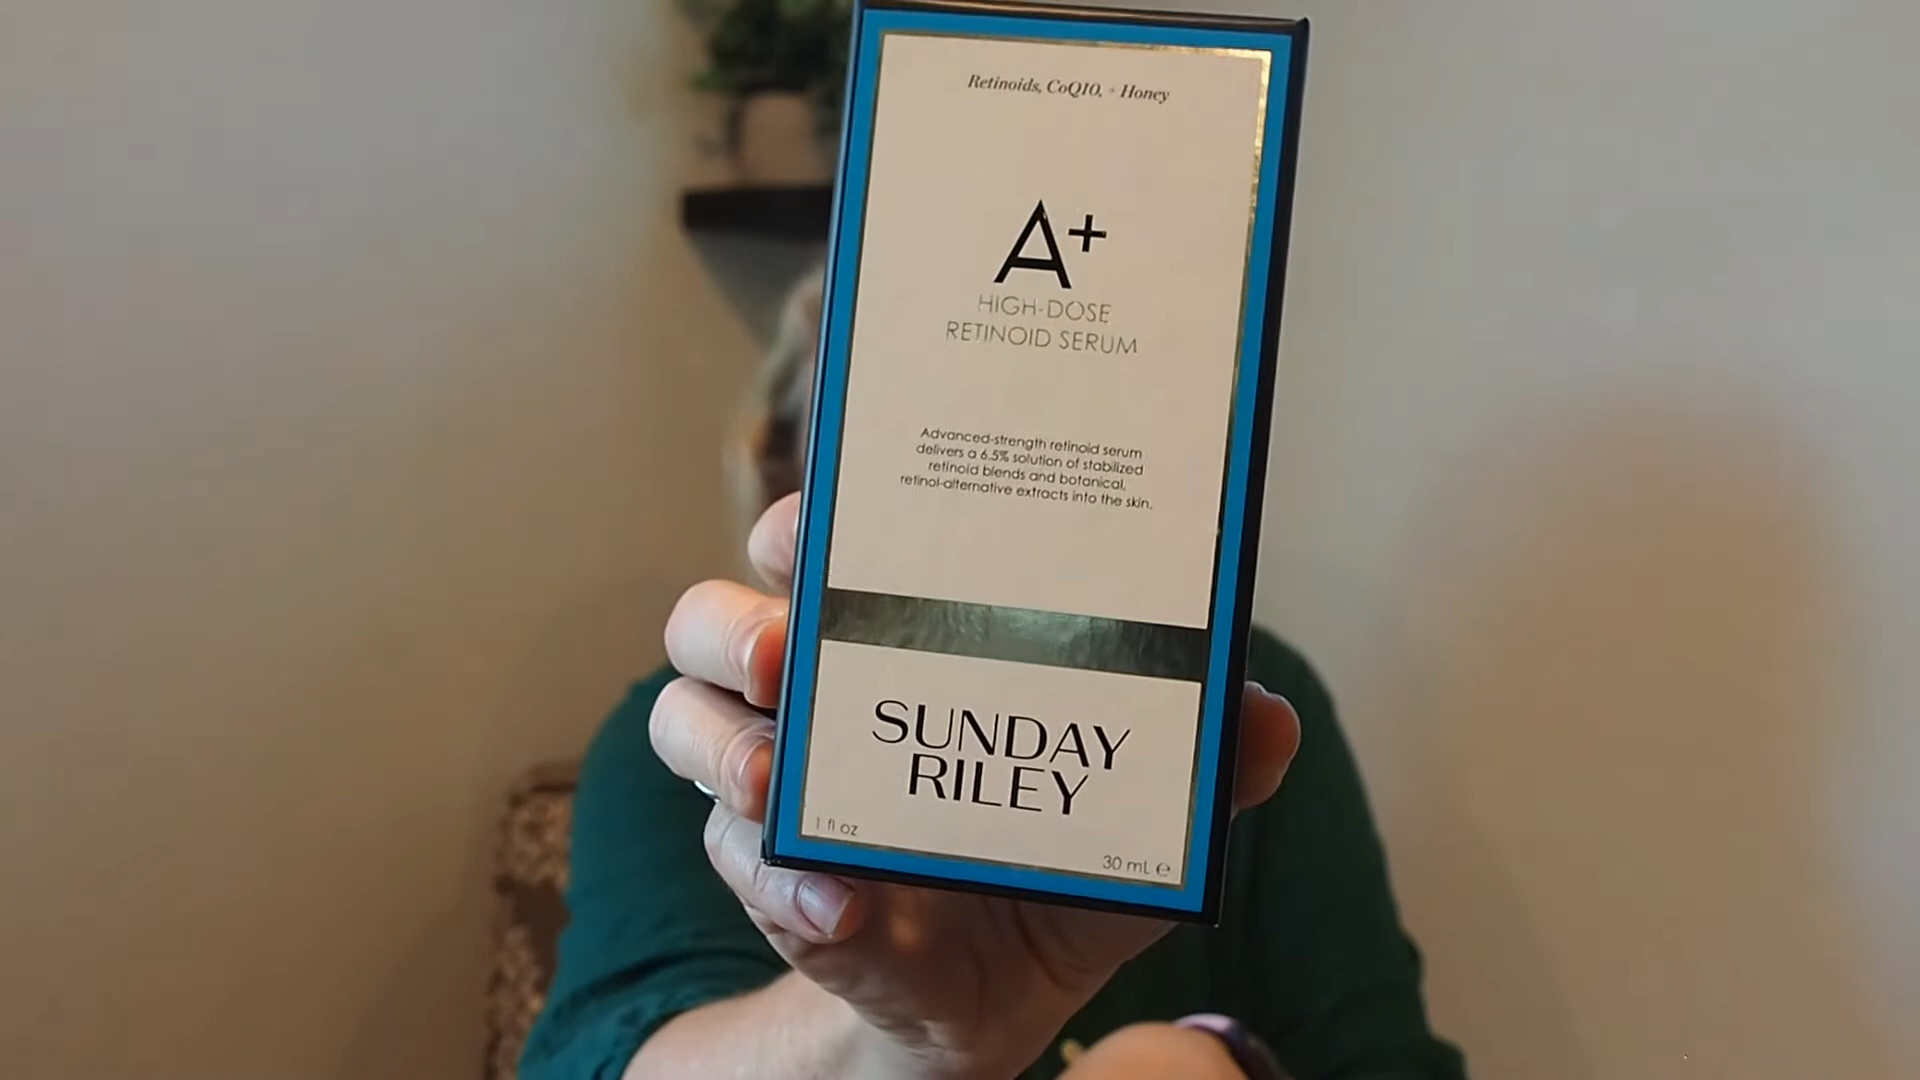 Retinoids, CoQ10, + Honey
A+
HIGH-DOSE
RETINOID SERUM
Advanced-strength retinoid serum
delivers a 6.5% solution of stabilized
retinoid blends and botanical,
retinol-alternative extracts into the skin.
SUNDAY
RILEY
1 fl oz
30 mL ℮